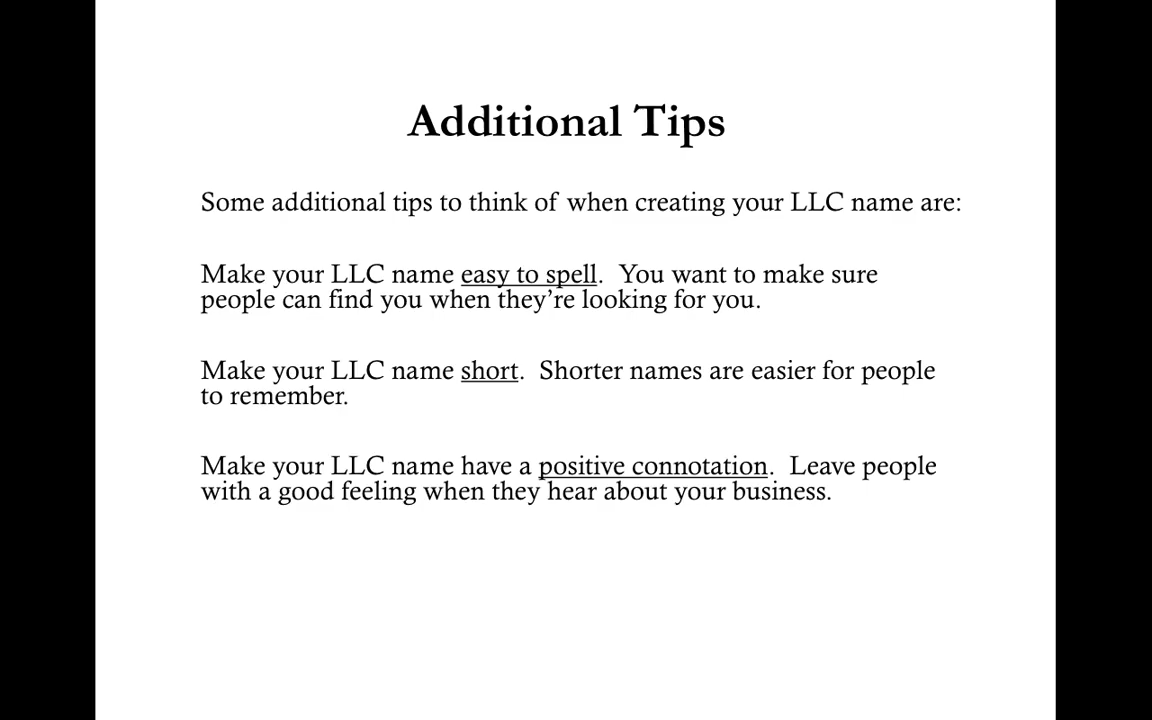 Additional Tips
Some additional tips to think of when creating your LLC name are:
Make your LLC name easy to spell.  You want to make sure
people can find you when they’re looking for you.
Make your LLC name short.  Shorter names are easier for people
to remember.
Make your LLC name have a positive connotation.  Leave people
with a good feeling when they hear about your business.